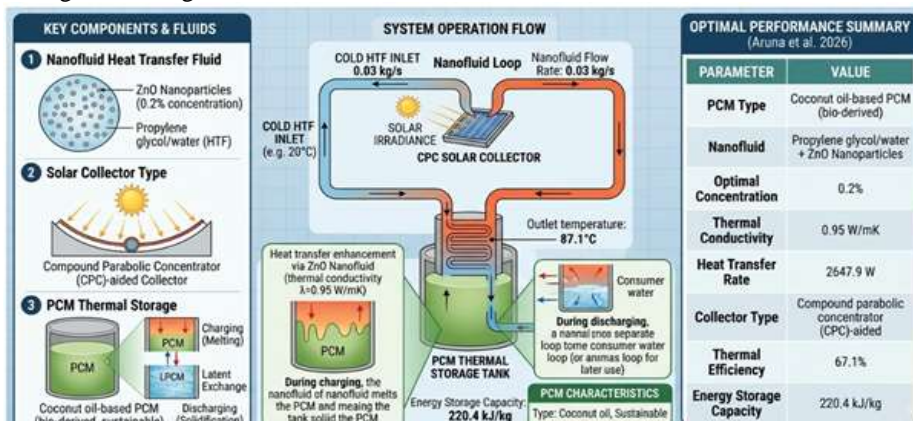 KEY COMPONENTS & FLUIDS
1 Nanofluid Heat Transfer Fluid
ZnO Nanoparticles
(0.2% concentration)
Propylene
glycol/water (HTF)
2 Solar Collector Type
Compound Parabolic Concentrator
(CPC)-aided Collector
3 PCM Thermal Storage
PCM
PCM
LPCM
Charging
(Melting)
Latent
Exchange
Discharging
(Solidification)
Coconut oil-based PCM
(bio-derived, sustainable)
SYSTEM OPERATION FLOW
COLD HTF INLET
0.03 kg/s
Nanofluid Loop
Nanofluid Flow
Rate: 0.03 kg/s
COLD HTF
INLET
(e.g. 20°C)
SOLAR
IRRADIANCE
CPC SOLAR COLLECTOR
Outlet temperature:
87.1°C
Heat transfer enhancement
via ZnO Nanofluid
(thermal conductivity
λ=0.95 W/mK)
PCM
During charging, the
nanofluid of nanofluid melts
the PCM and meaing the
tank soljid the PCM
PCM THERMAL
STORAGE TANK
Energy Storage Capacity:
220.4 kJ/kg
Consumer
water
During discharging,
a nannal enos separate
loop tome consumer water
loop (or animas loop for
later use)
PCM CHARACTERISTICS
Type: Coconut oil, Sustainable
OPTIMAL PERFORMANCE SUMMARY
(Aruna et al. 2026)
PARAMETER VALUE
PCM Type Coconut oil-based PCM
(bio-derived)
Nanofluid Propylene glycol/water
+ ZnO Nanoparticles
Optimal
Concentration 0.2%
Thermal
Conductivity 0.95 W/mK
Heat Transfer
Rate 2647.9 W
Collector Type Compound parabolic
concentrator
(CPC)-aided
Thermal
Efficiency 67.1%
Energy Storage
Capacity 220.4 kJ/kg